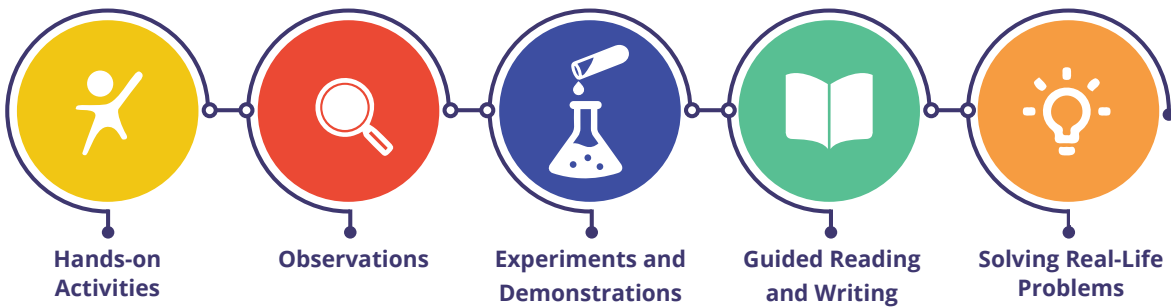 Hands-on
Activities
Observations
Experiments and
Demonstrations
Guided Reading
and Writing
Solving Real-Life
Problems